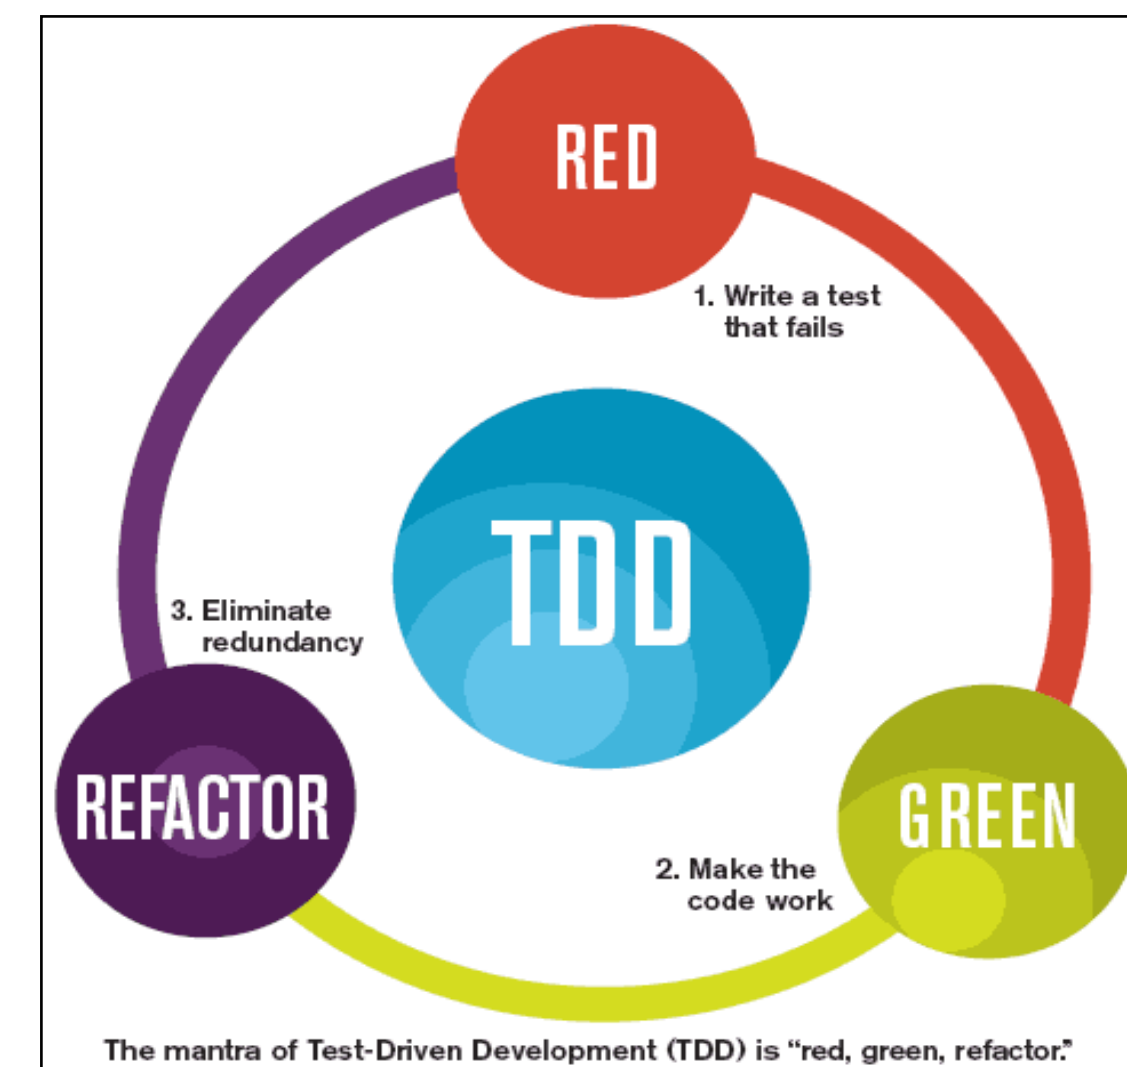 RED
1. Write a test
that fails
TDD
3. Eliminate
redundancy
REFACTOR
GREEN
2. Make the
code work
The mantra of Test-Driven Development (TDD) is “red, green, refactor.”